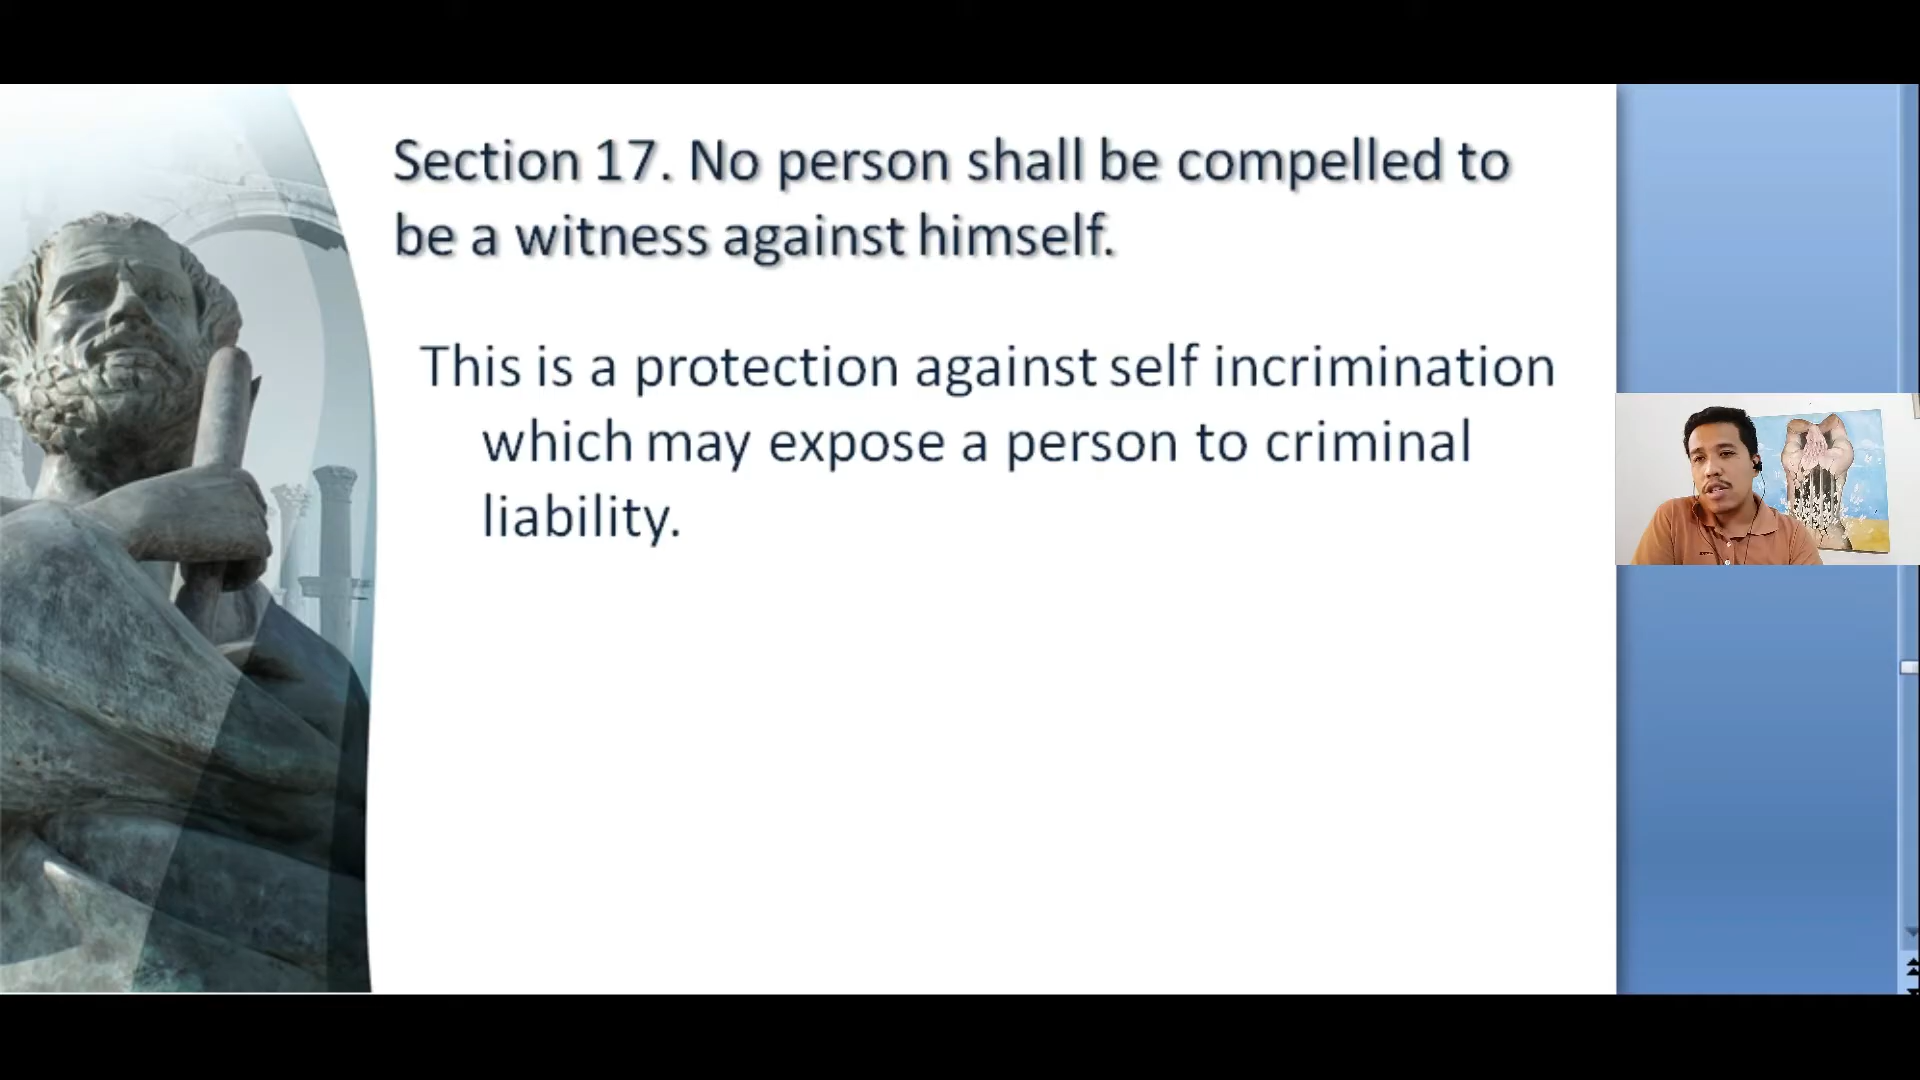 Section 17. No person shall be compelled to
be a witness against himself.
This is a protection against self incrimination
which may expose a person to criminal
liability.